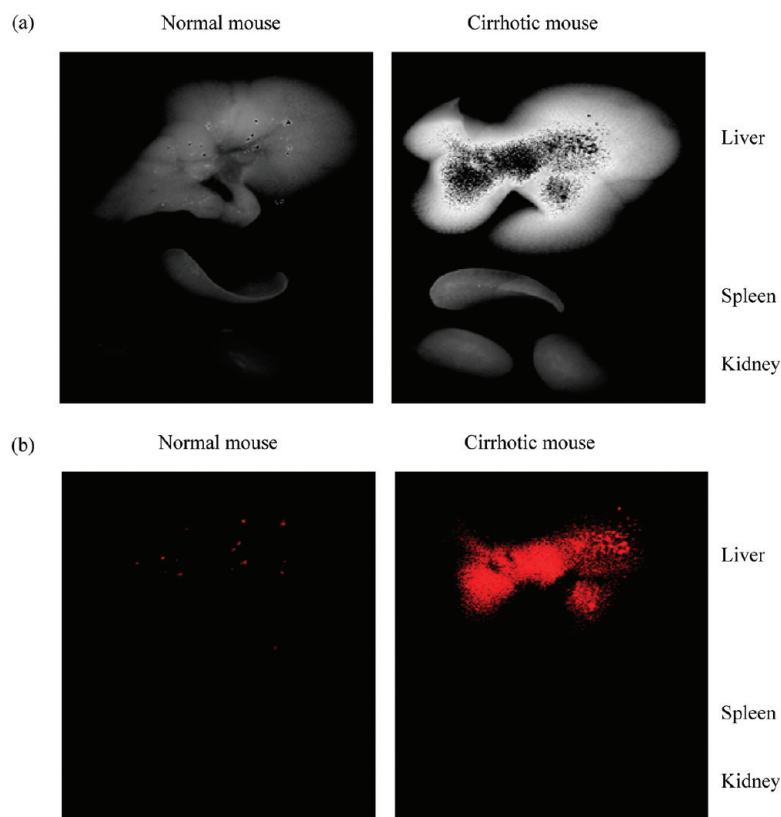 (a)
Normal mouse
Cirrhotic mouse
Liver
Spleen
Kidney
(b)
Normal mouse
Cirrhotic mouse
Liver
Spleen
Kidney